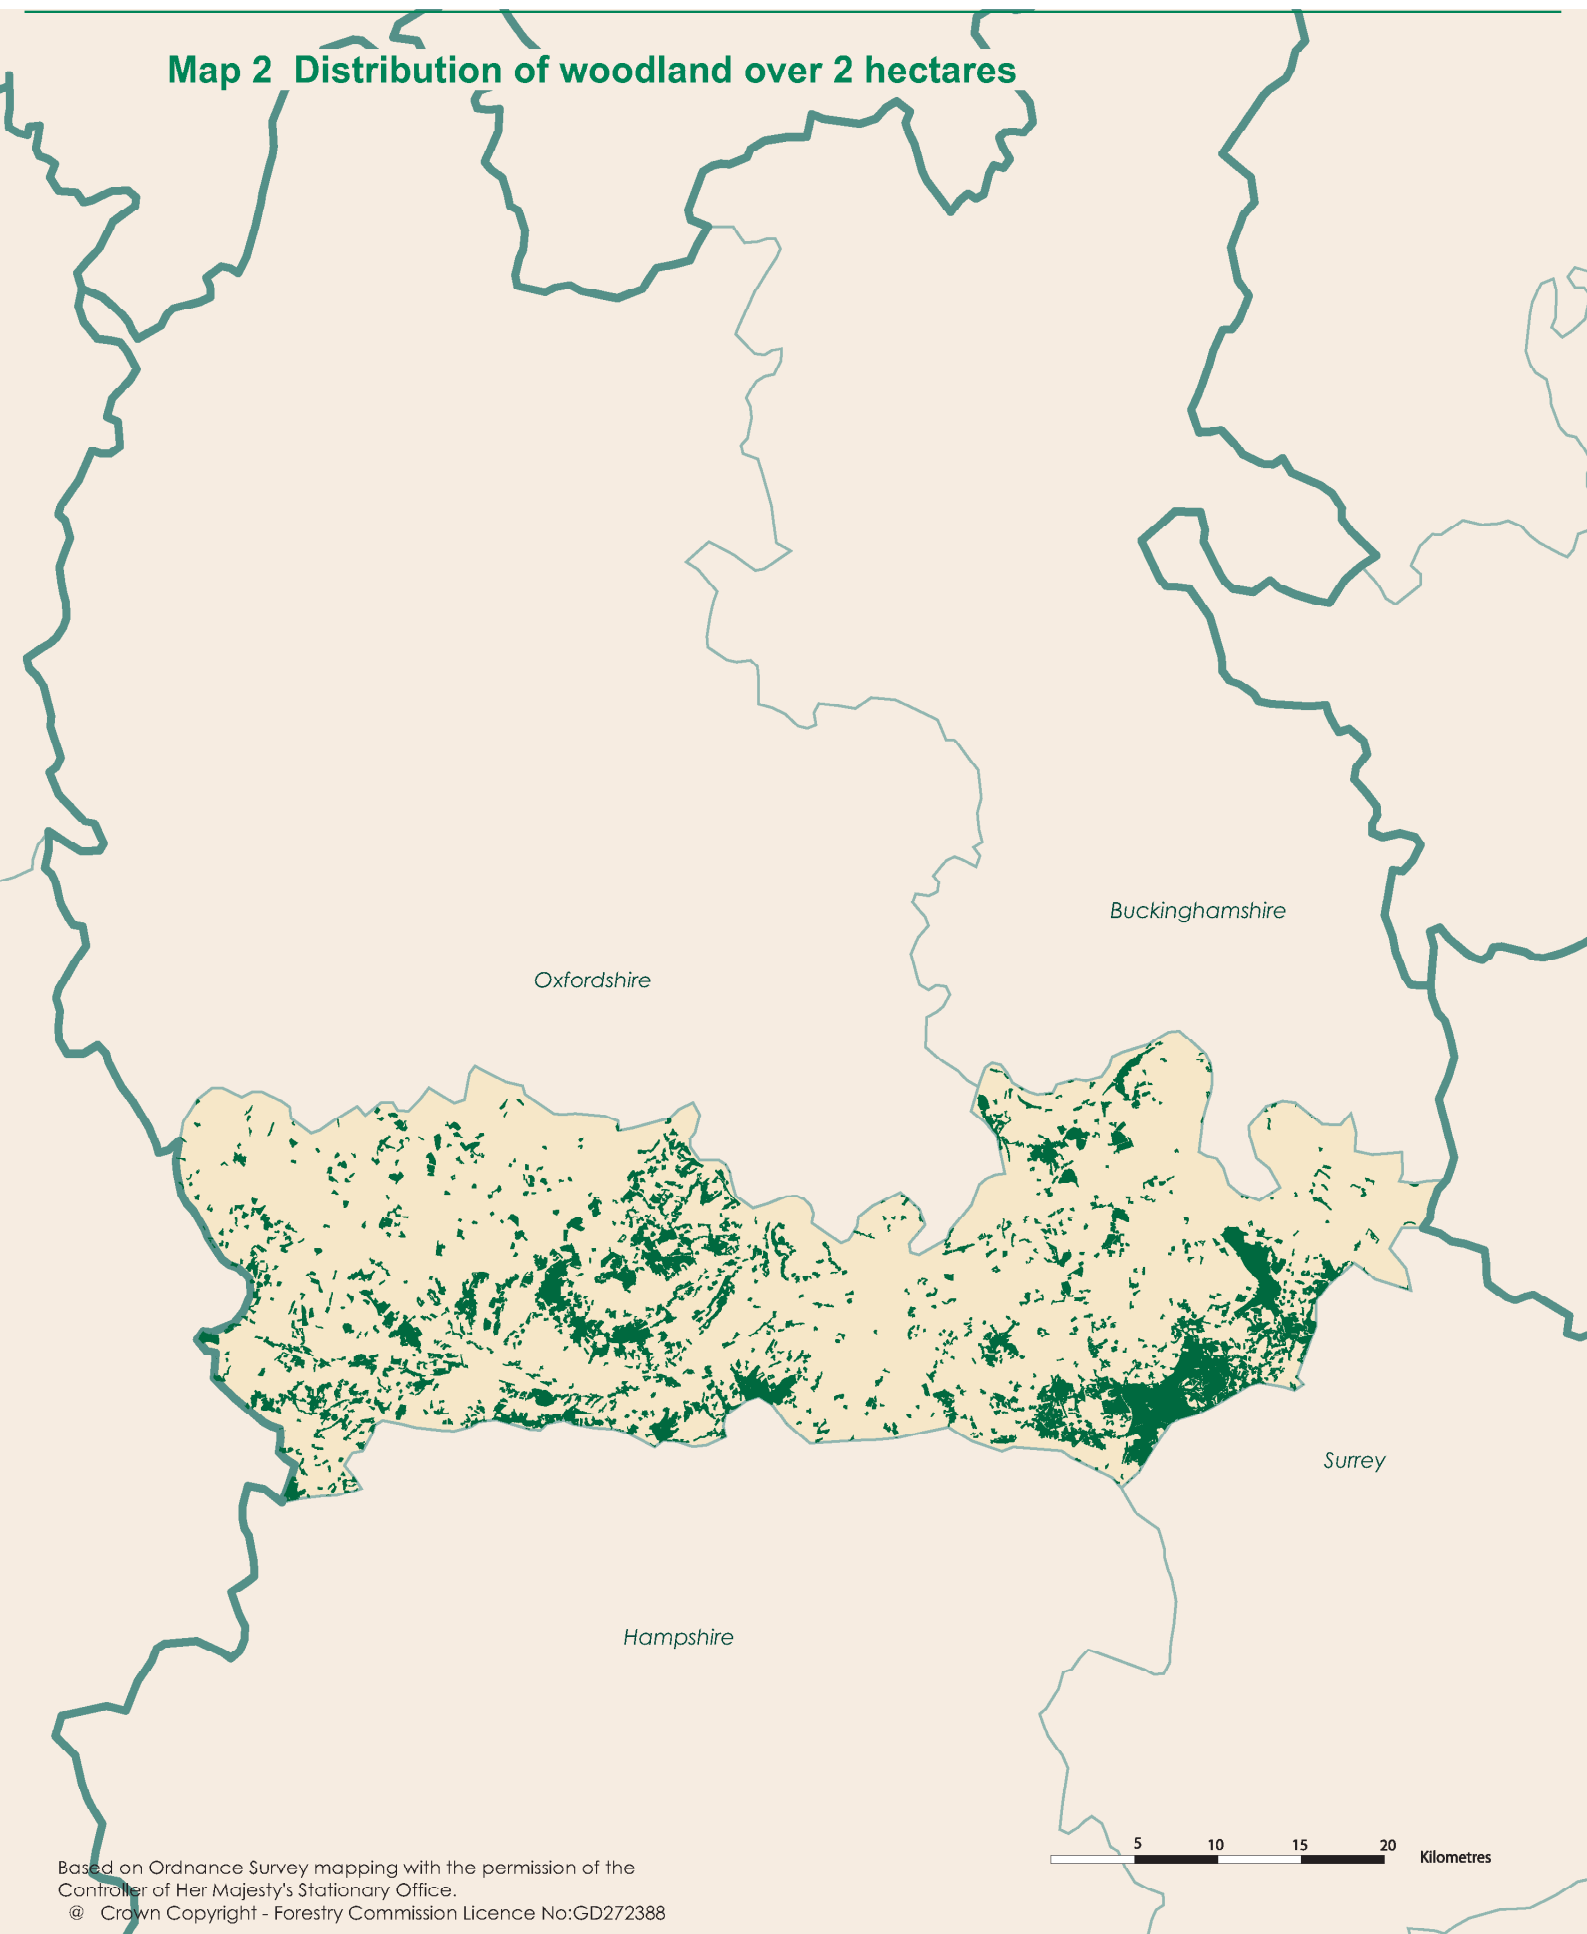 Map 2 Distribution of woodland over 2 hectares
Buckinghamshire
Oxfordshire
Surrey
Hampshire
5 10 15 20
Kilometres
Based on Ordnance Survey mapping with the permission of the
Controller of Her Majesty's Stationary Office.
@ Crown Copyright - Forestry Commission Licence No:GD272388